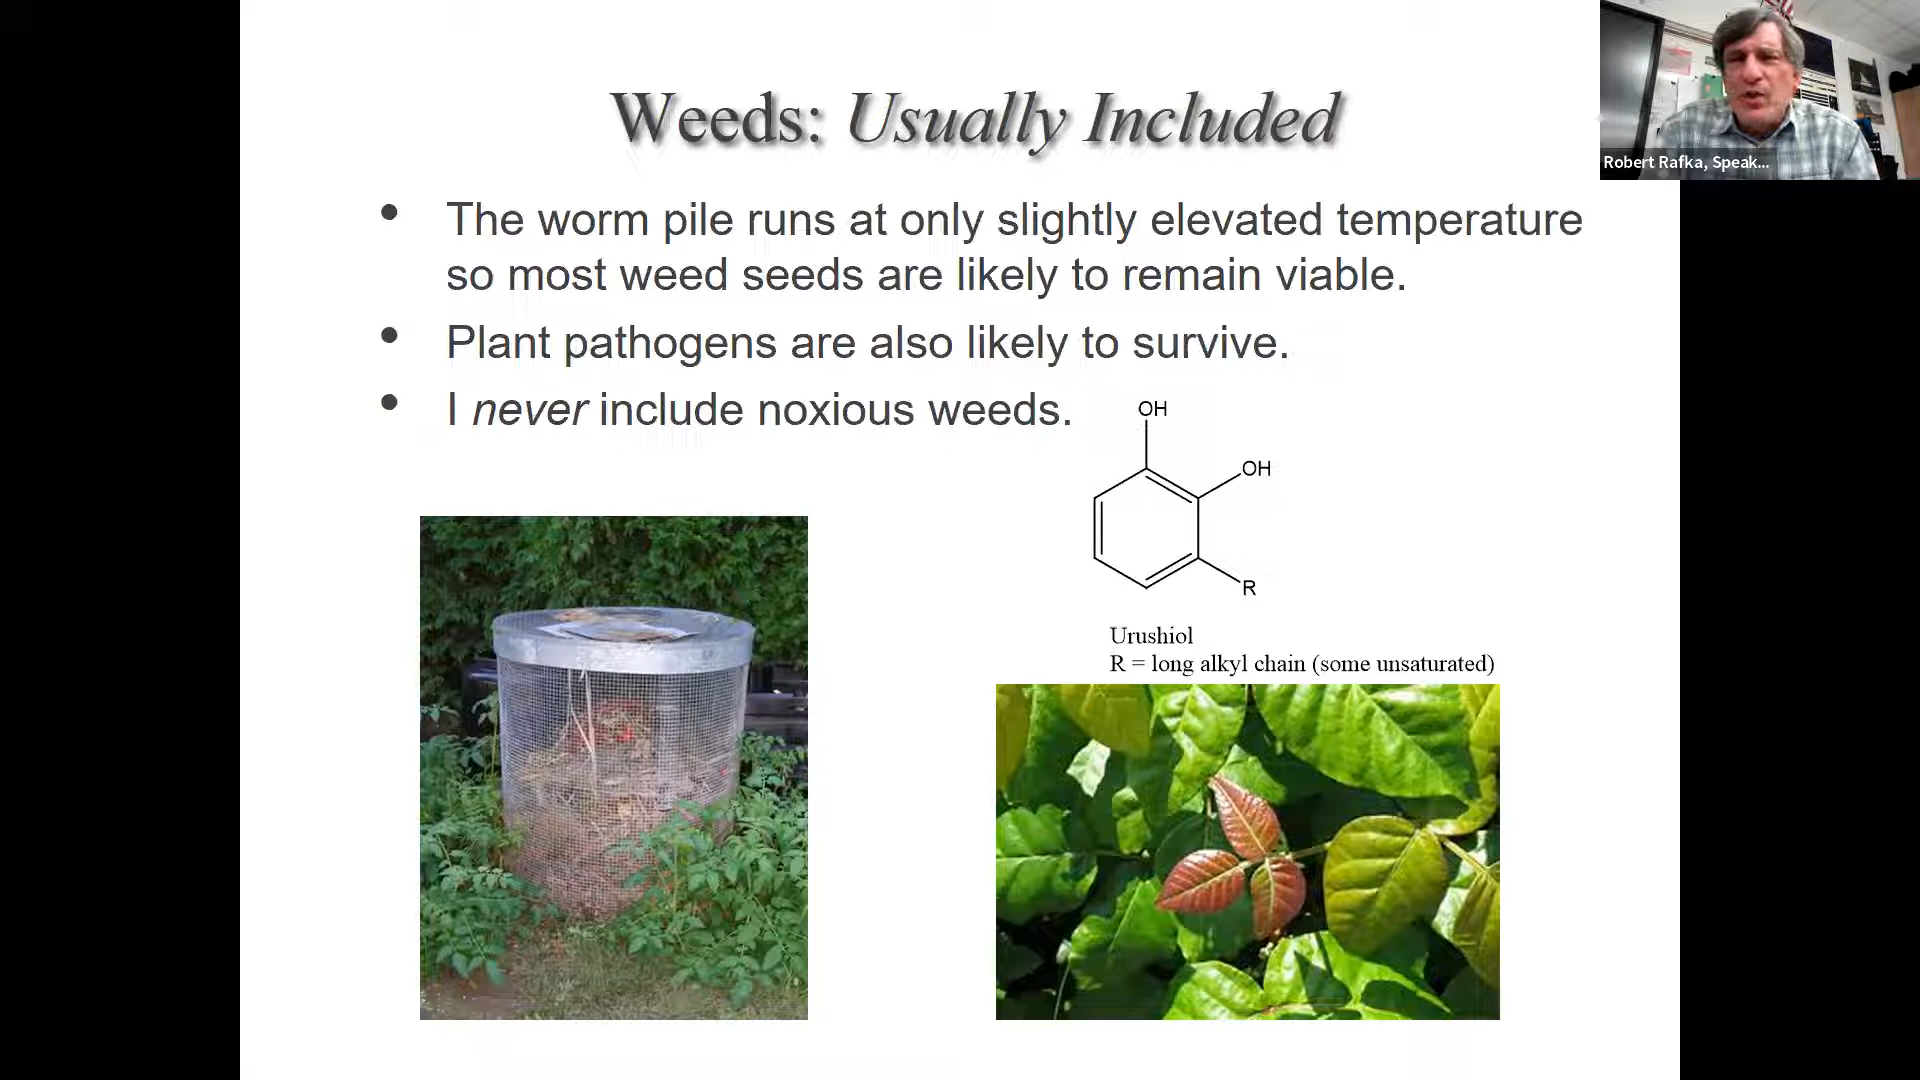 Weeds: Usually Included
Robert Rafka, Speak...
• The worm pile runs at only slightly elevated temperature
so most weed seeds are likely to remain viable.
• Plant pathogens are also likely to survive.
• I never include noxious weeds.
OH
OH
R
Urushiol
R = long alkyl chain (some unsaturated)